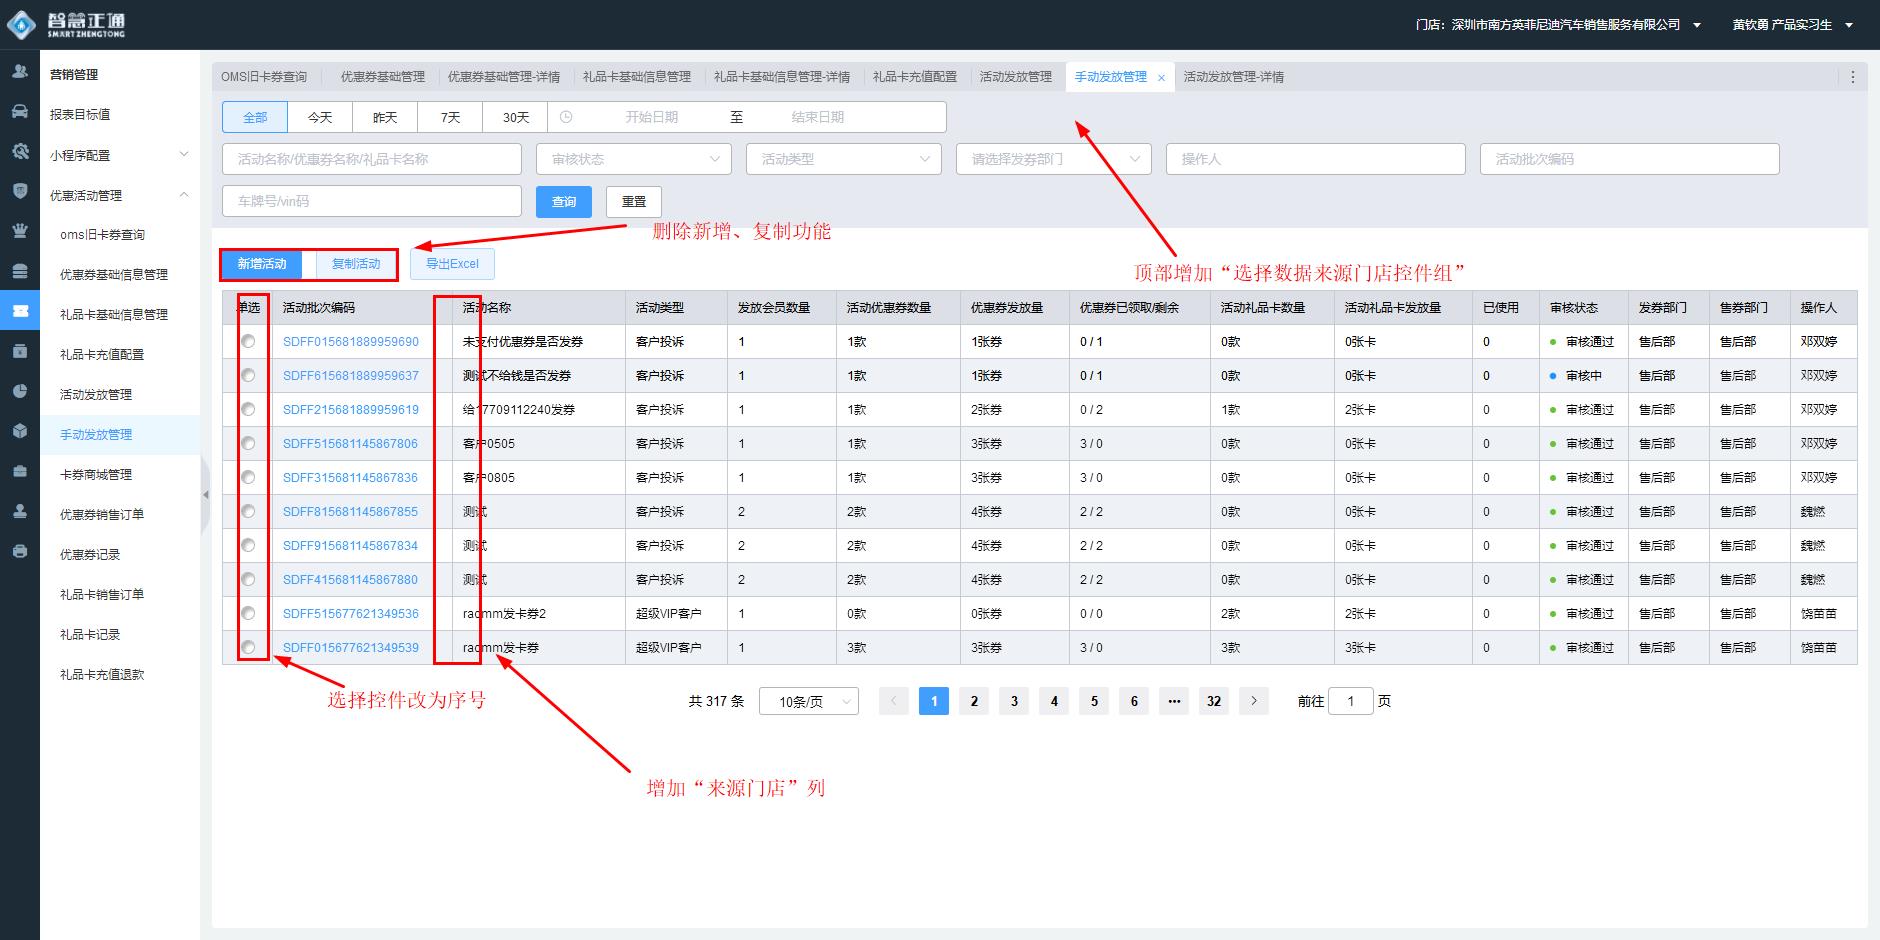 智慧正通
SMART ZHENGTONG
门店：深圳市南方英菲尼迪汽车销售服务有限公司
黄钦勇 产品实习生
营销管理
报表目标值
小程序配置
优惠活动管理
oms旧卡券查询
优惠券基础信息管理
礼品卡基础信息管理
礼品卡充值配置
活动发放管理
手动发放管理
卡券商城管理
优惠券销售订单
优惠券记录
礼品卡销售订单
礼品卡记录
礼品卡充值退款
OMS旧卡券查询 优惠券基础管理 优惠券基础管理-详情 礼品卡基础信息管理 礼品卡基础信息管理-详情 礼品卡充值配置 活动发放管理 手动发放管理 × 活动发放管理-详情
全部 今天 昨天 7天 30天 开始日期 至 结束日期
活动名称/优惠券名称/礼品卡名称 审核状态 活动类型 请选择发券部门 操作人 活动批次编码
车牌号/vin码 查询 重置
删除新增、复制功能
新增活动 复制活动 导出Excel
顶部增加“选择数据来源门店控件组”
单选 活动批次编码 活动名称 活动类型 发放会员数量 活动优惠券数量 优惠券发放量 优惠券已领取/剩余 活动礼品卡数量 活动礼品卡发放量 已使用 审核状态 发券部门 售券部门 操作人
SDFF015681889959690 未支付优惠券是否发券 客户投诉 1 1款 1张券 0 / 1 0款 0张卡 0 审核通过 售后部 售后部 邓双婷
SDFF615681889959637 测试不给钱是否发券 客户投诉 1 1款 1张券 0 / 1 0款 0张卡 0 审核中 售后部 售后部 邓双婷
SDFF215681889959619 给17709112240发券 客户投诉 1 1款 2张券 0 / 2 1款 2张卡 0 审核通过 售后部 售后部 邓双婷
SDFF515681145867806 客户0505 客户投诉 1 1款 3张券 3 / 0 0款 0张卡 0 审核通过 售后部 售后部 邓双婷
SDFF315681145867836 客户0805 客户投诉 1 1款 3张券 3 / 0 0款 0张卡 0 审核通过 售后部 售后部 邓双婷
SDFF815681145867855 测试 客户投诉 2 2款 4张券 2 / 2 0款 0张卡 0 审核通过 售后部 售后部 魏燃
SDFF915681145867834 测试 客户投诉 2 2款 4张券 2 / 2 0款 0张卡 0 审核通过 售后部 售后部 魏燃
SDFF415681145867880 测试 客户投诉 2 2款 4张券 2 / 2 0款 0张卡 0 审核通过 售后部 售后部 魏燃
SDFF515677621349536 raomm发卡券2 超级VIP客户 1 0款 0张券 0 / 0 2款 2张卡 0 审核通过 售后部 售后部 饶苗苗
SDFF015677621349539 raomm发卡券 超级VIP客户 1 3款 3张券 3 / 0 3款 3张卡 0 审核通过 售后部 售后部 饶苗苗
选择控件改为序号
共 317 条 10条/页 1 2 3 4 5 6 ••• 32 前往 1 页
增加“来源门店”列